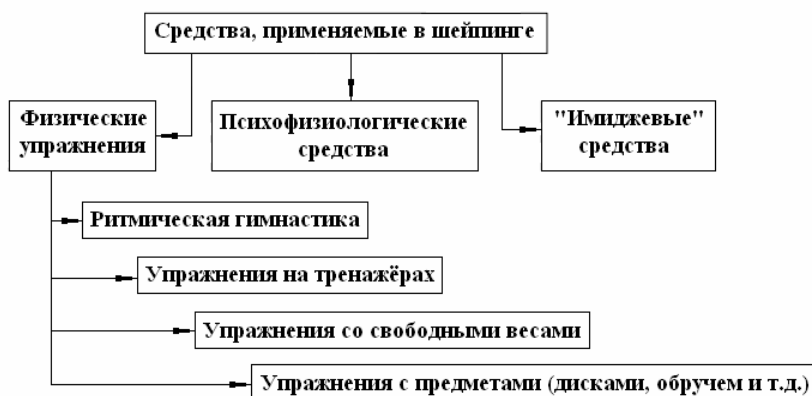 Средства, применяемые в шейпинге
Физические
упражнения
Психофизиологические
средства
"Имиджевые"
средства
Ритмическая гимнастика
Упражнения на тренажёрах
Упражнения со свободными весами
Упражнения с предметами (дисками, обручем и т.д.)